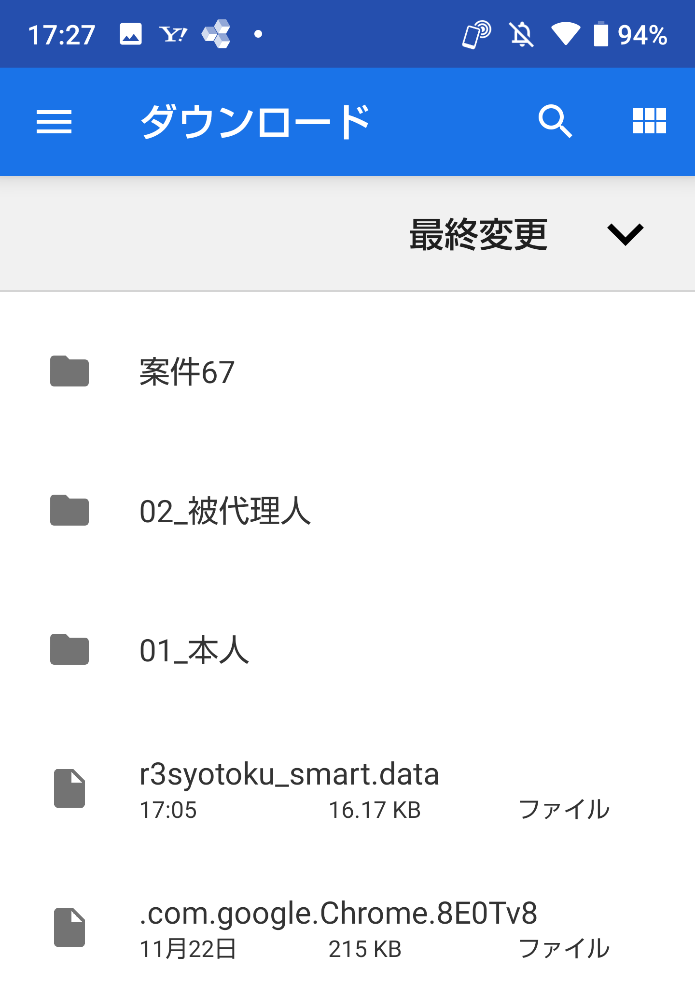 17:27 Y! 94%
ダウンロード
最終変更
案件67
02_被代理人
01_本人
r3syotoku_smart.data
17:05 16.17 KB ファイル
.com.google.Chrome.8E0Tv8
11月22日 215 KB ファイル